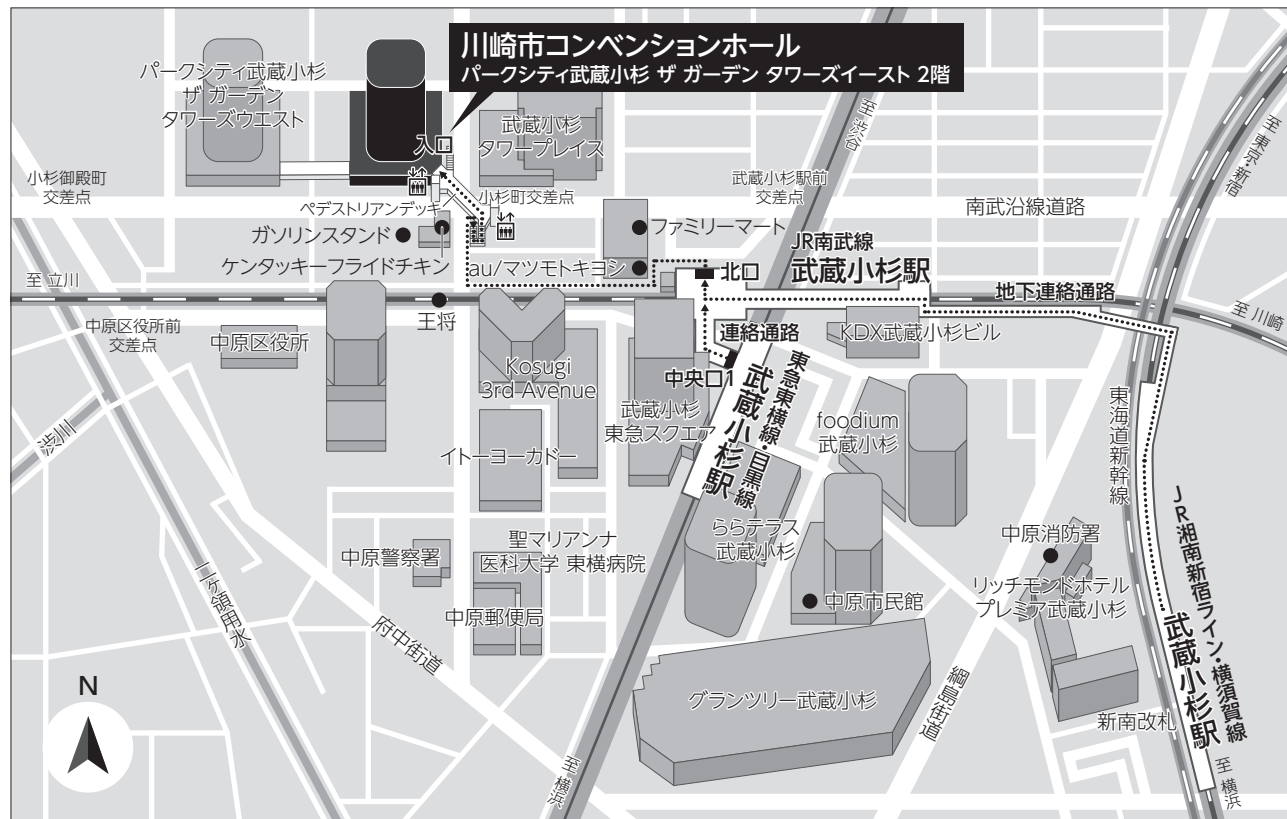 川崎市コンベンションホール
パークシティ武蔵小杉 ザ ガーデン タワーズイースト 2階
パークシティ武蔵小杉
ザ ガーデン
タワーズウエスト
入口
武蔵小杉
タワープレイス
至 渋谷
至 東京・新宿
小杉御殿町
交差点
ペデストリアンデッキ
小杉町交差点
武蔵小杉駅前
交差点
南武沿線道路
ガソリンスタンド
ファミリーマート
JR南武線
武蔵小杉駅
ケンタッキーフライドチキン
au/マツモトキヨシ
北口
至 立川
地下連絡通路
至 川崎
中原区役所前
交差点
王将
中原区役所
連絡通路
KDX武蔵小杉ビル
Kosugi
3rd Avenue
中央口1
武蔵小杉
東急スクエア
東急東横線・目黒線
武蔵小杉駅
foodium
武蔵小杉
東海道新幹線
渋川
イトーヨーカドー
ららテラス
武蔵小杉
JR湘南新宿ライン・横須賀線
武蔵小杉駅
中原消防署
中原警察署
聖マリアンナ
医科大学 東横病院
リッチモンドホテル
プレミア武蔵小杉
中原市民館
二ヶ領用水
中原郵便局
府中街道
グランツリー武蔵小杉
綱島街道
新南改札
N
至 横浜
至 横浜